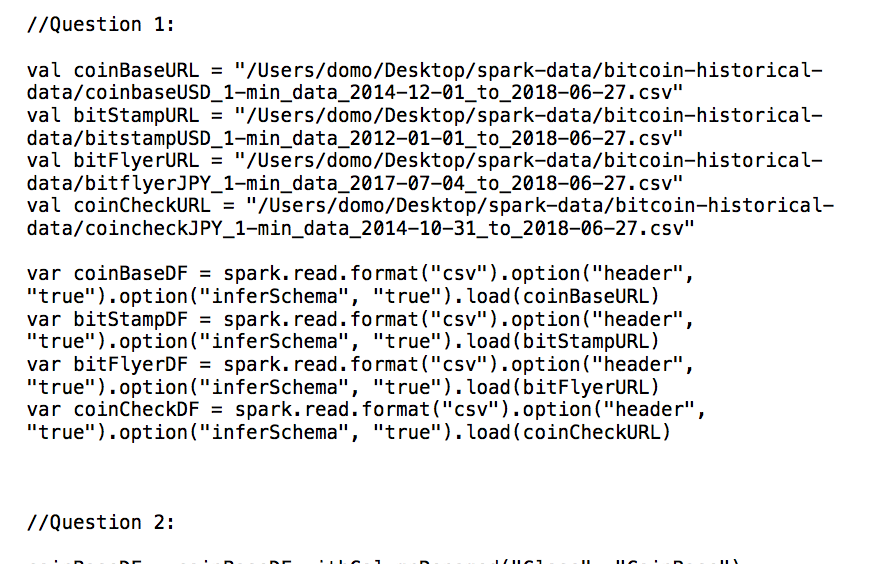 //Question 1:
val coinBaseURL = "/Users/domo/Desktop/spark-data/bitcoin-historical-
data/coinbaseUSD_1-min_data_2014-12-01_to_2018-06-27.csv"
val bitStampURL = "/Users/domo/Desktop/spark-data/bitcoin-historical-
data/bitstampUSD_1-min_data_2012-01-01_to_2018-06-27.csv"
val bitFlyerURL = "/Users/domo/Desktop/spark-data/bitcoin-historical-
data/bitflyerJPY_1-min_data_2017-07-04_to_2018-06-27.csv"
val coinCheckURL = "/Users/domo/Desktop/spark-data/bitcoin-historical-
data/coincheckJPY_1-min_data_2014-10-31_to_2018-06-27.csv"
var coinBaseDF = spark.read.format("csv").option("header",
"true").option("inferSchema", "true").load(coinBaseURL)
var bitStampDF = spark.read.format("csv").option("header",
"true").option("inferSchema", "true").load(bitStampURL)
var bitFlyerDF = spark.read.format("csv").option("header",
"true").option("inferSchema", "true").load(bitFlyerURL)
var coinCheckDF = spark.read.format("csv").option("header",
"true").option("inferSchema", "true").load(coinCheckURL)
//Question 2: